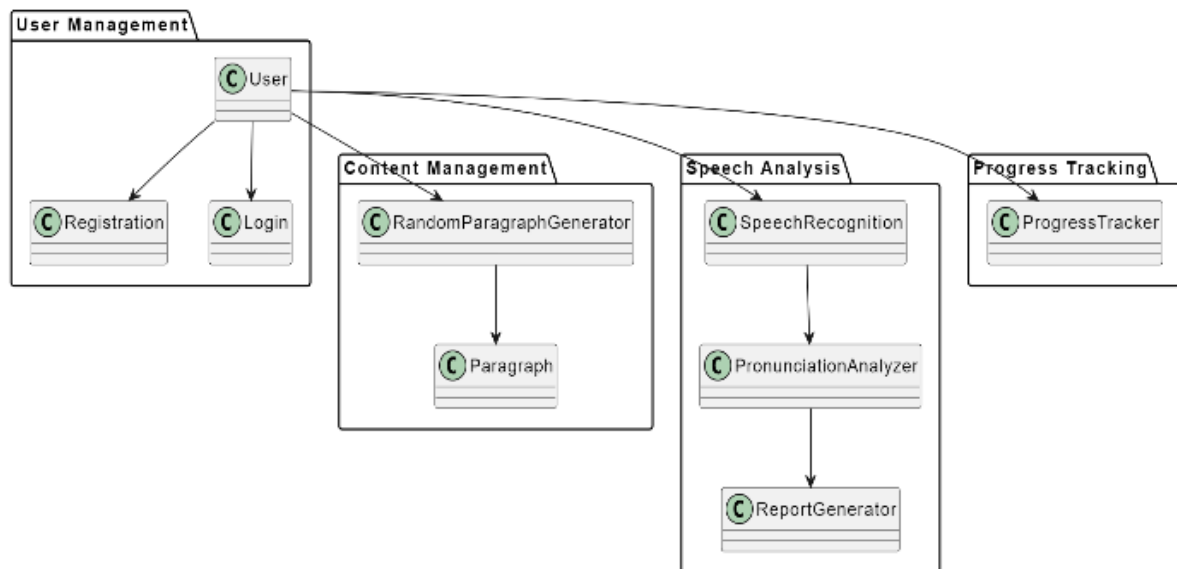 User Management
C User
Content Management
Speech Analysis
Progress Tracking
C Registration
C Login
C RandomParagraphGenerator
C SpeechRecognition
C ProgressTracker
C Paragraph
C PronunciationAnalyzer
C ReportGenerator